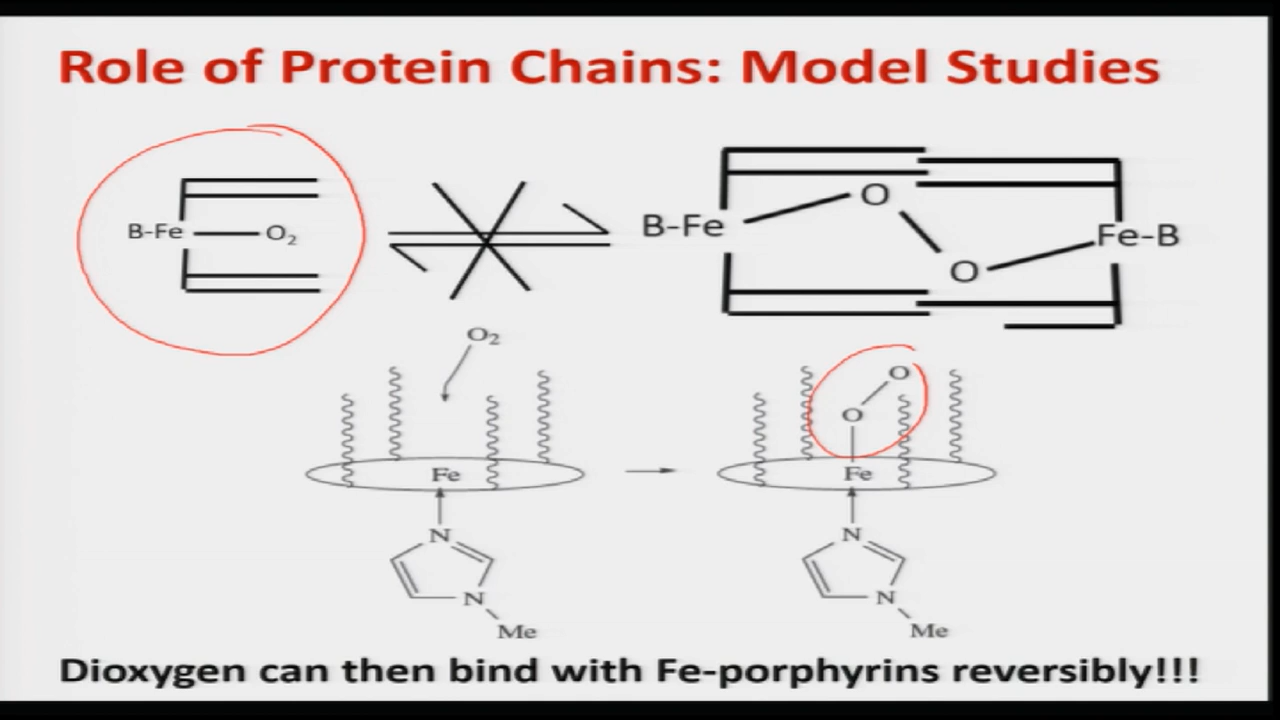 Role of Protein Chains: Model Studies
B-Fe O₂
B-Fe O O Fe-B
O₂
O
O
Fe Fe
N N
N N
Me Me
Dioxygen can then bind with Fe-porphyrins reversibly!!!